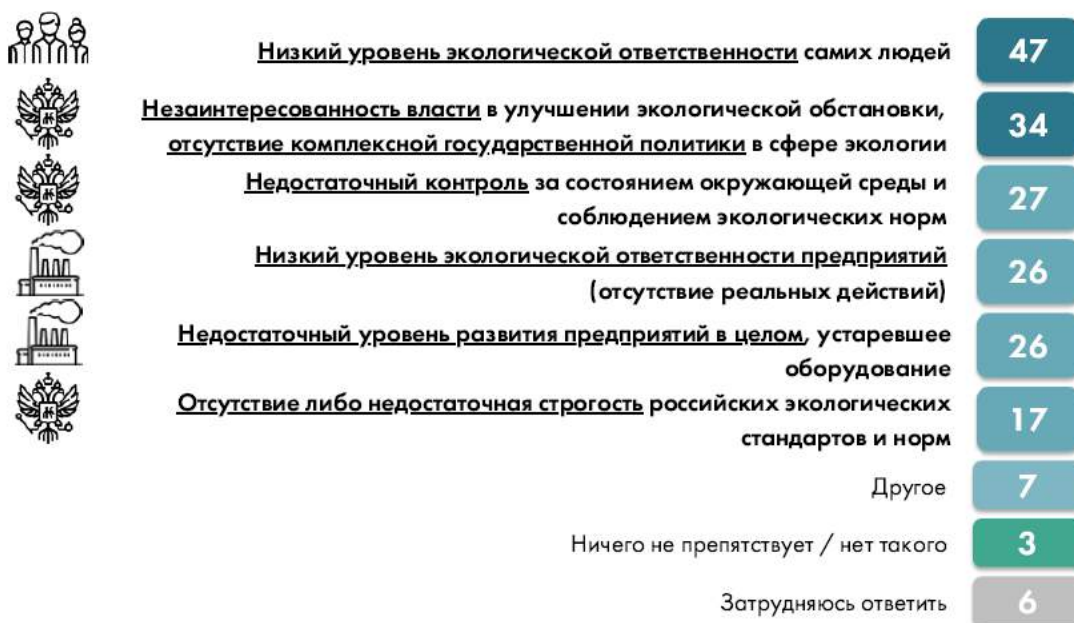 Низкий уровень экологической ответственности самих людей
47
Незаинтересованность власти в улучшении экологической обстановки,
отсутствие комплексной государственной политики в сфере экологии
34
Недостаточный контроль за состоянием окружающей среды и
соблюдением экологических норм
27
Низкий уровень экологической ответственности предприятий
(отсутствие реальных действий)
26
Недостаточный уровень развития предприятий в целом, устаревшее
оборудование
26
Отсутствие либо недостаточная строгость российских экологических
стандартов и норм
17
Другое
7
Ничего не препятствует / нет такого
3
Затрудняюсь ответить
6